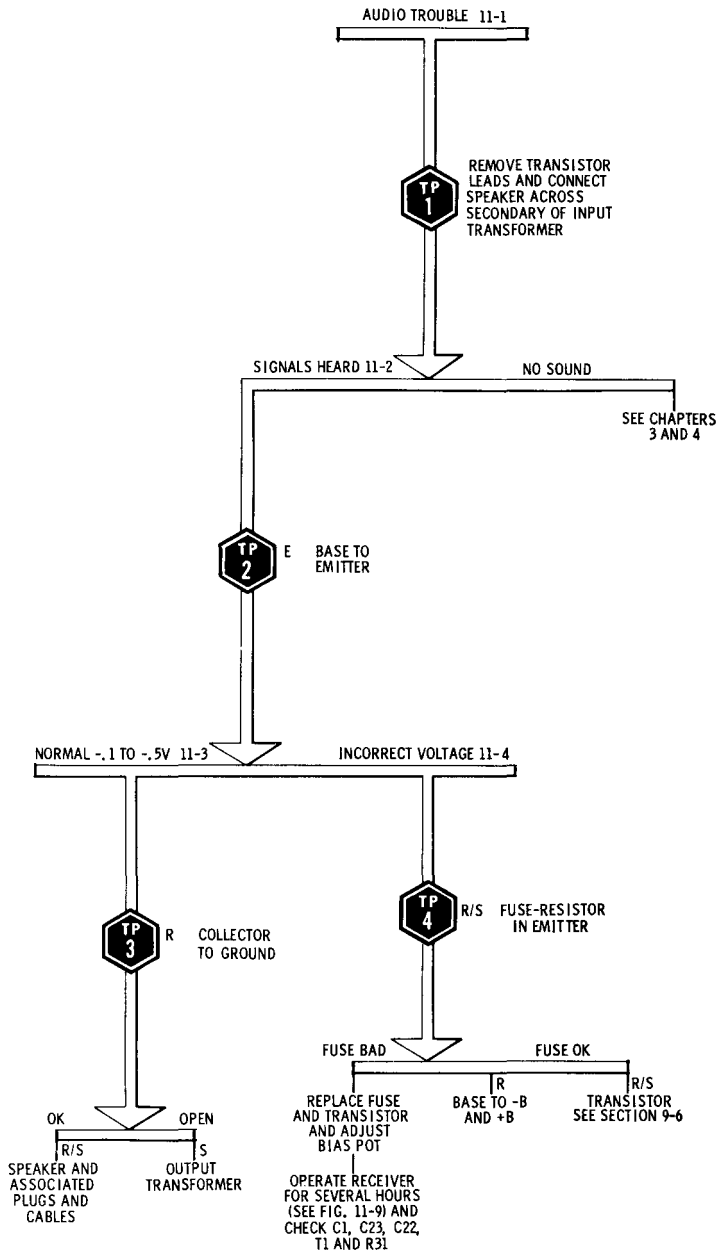 AUDIO TROUBLE 11-1
TP
1
REMOVE TRANSISTOR
LEADS AND CONNECT
SPEAKER ACROSS
SECONDARY OF INPUT
TRANSFORMER
SIGNALS HEARD 11-2
NO SOUND
SEE CHAPTERS
3 AND 4
TP
2
E
BASE TO
EMITTER
NORMAL -.1 TO -.5V 11-3
INCORRECT VOLTAGE 11-4
TP
3
R
COLLECTOR
TO GROUND
TP
4
R/S
FUSE-RESISTOR
IN EMITTER
OK
OPEN
R/S
SPEAKER AND
ASSOCIATED
PLUGS AND
CABLES
S
OUTPUT
TRANSFORMER
FUSE BAD
FUSE OK
REPLACE FUSE
AND TRANSISTOR
AND ADJUST
BIAS POT
OPERATE RECEIVER
FOR SEVERAL HOURS
(SEE FIG. 11-9) AND
CHECK C1, C23, C22,
T1 AND R31
R
BASE TO -B
AND +B
R/S
TRANSISTOR
SEE SECTION 9-6